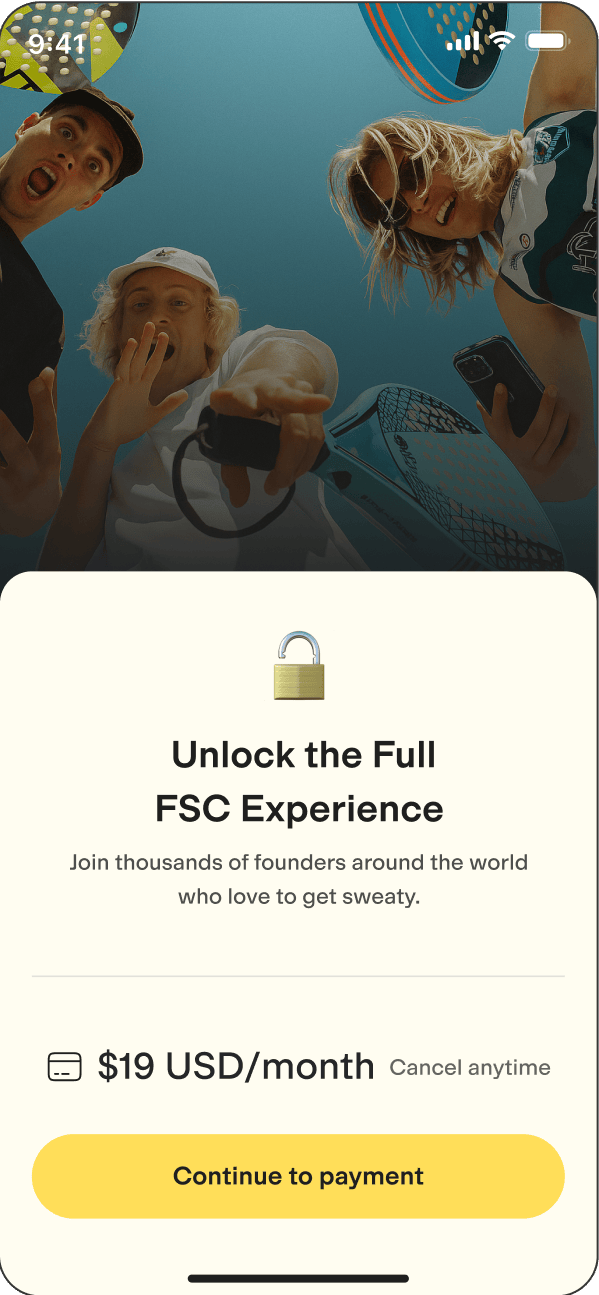 9:41
Unlock the Full
FSC Experience
Join thousands of founders around the world
who love to get sweaty.
$19 USD/month Cancel anytime
Continue to payment